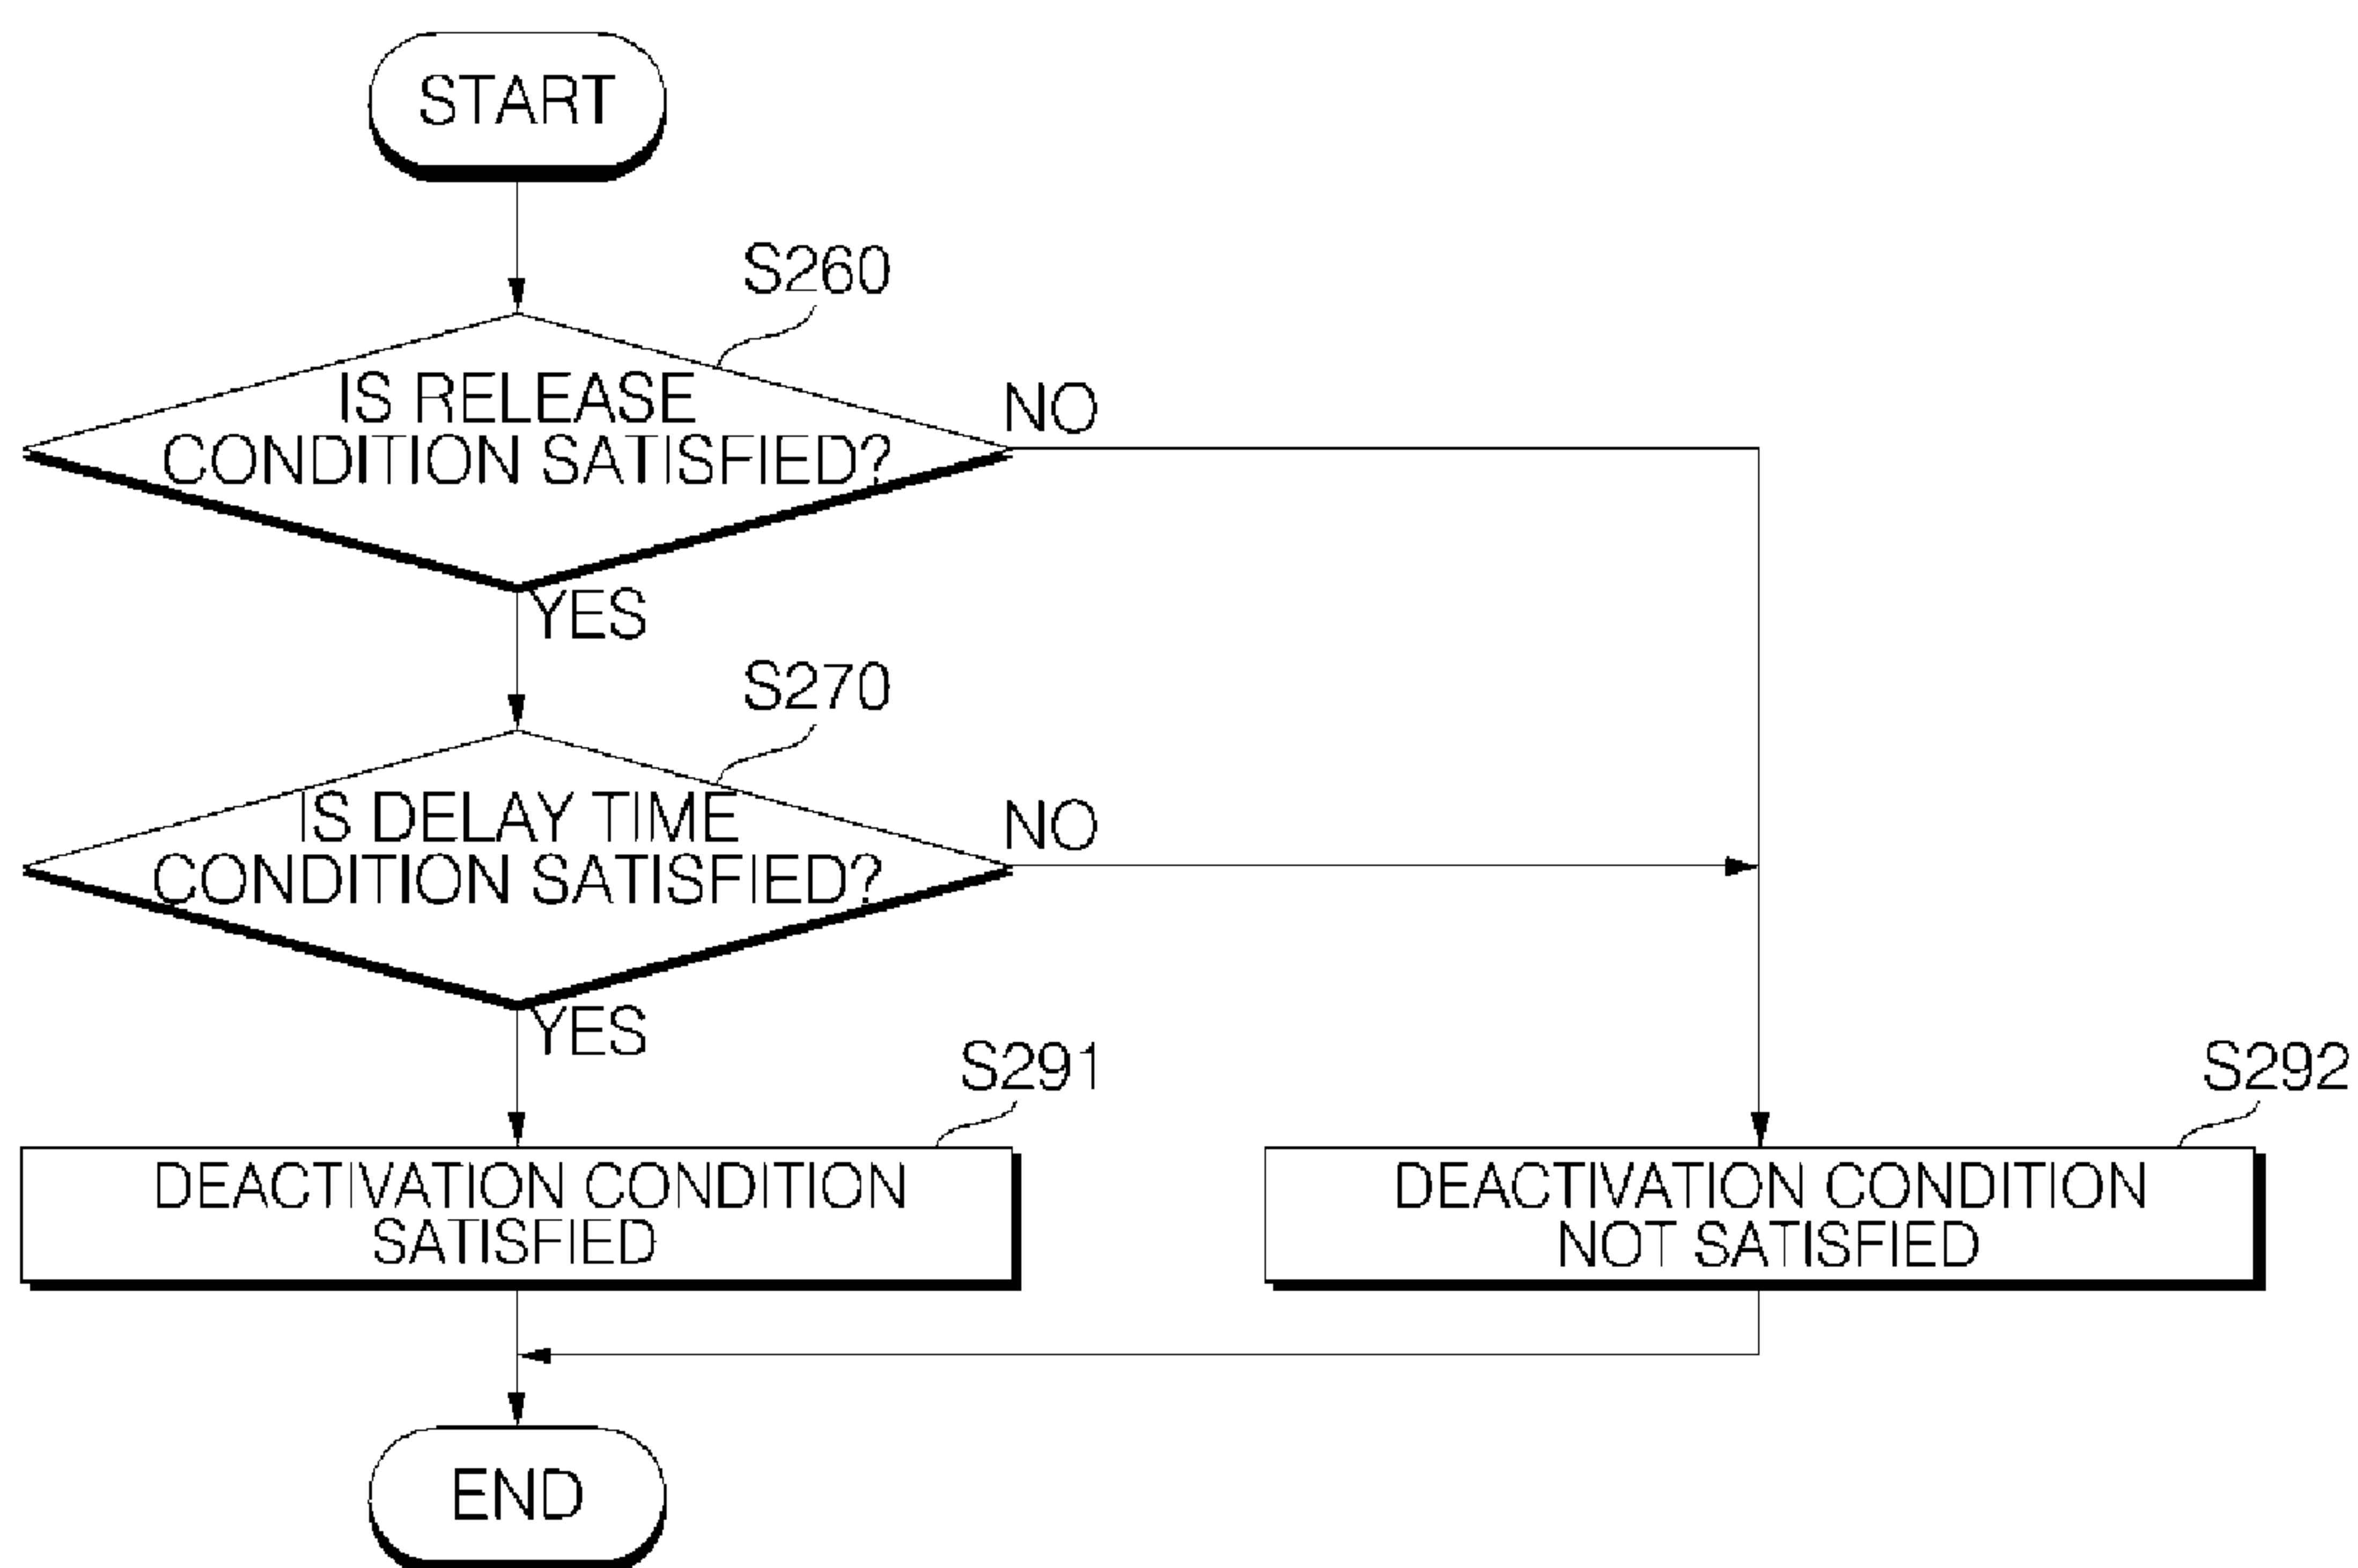 START
S260
IS RELEASE
CONDITION SATISFIED?
NO
YES
S270
IS DELAY TIME
CONDITION SATISFIED?
NO
YES
S291
S292
DEACTIVATION CONDITION
SATISFIED
DEACTIVATION CONDITION
NOT SATISFIED
END